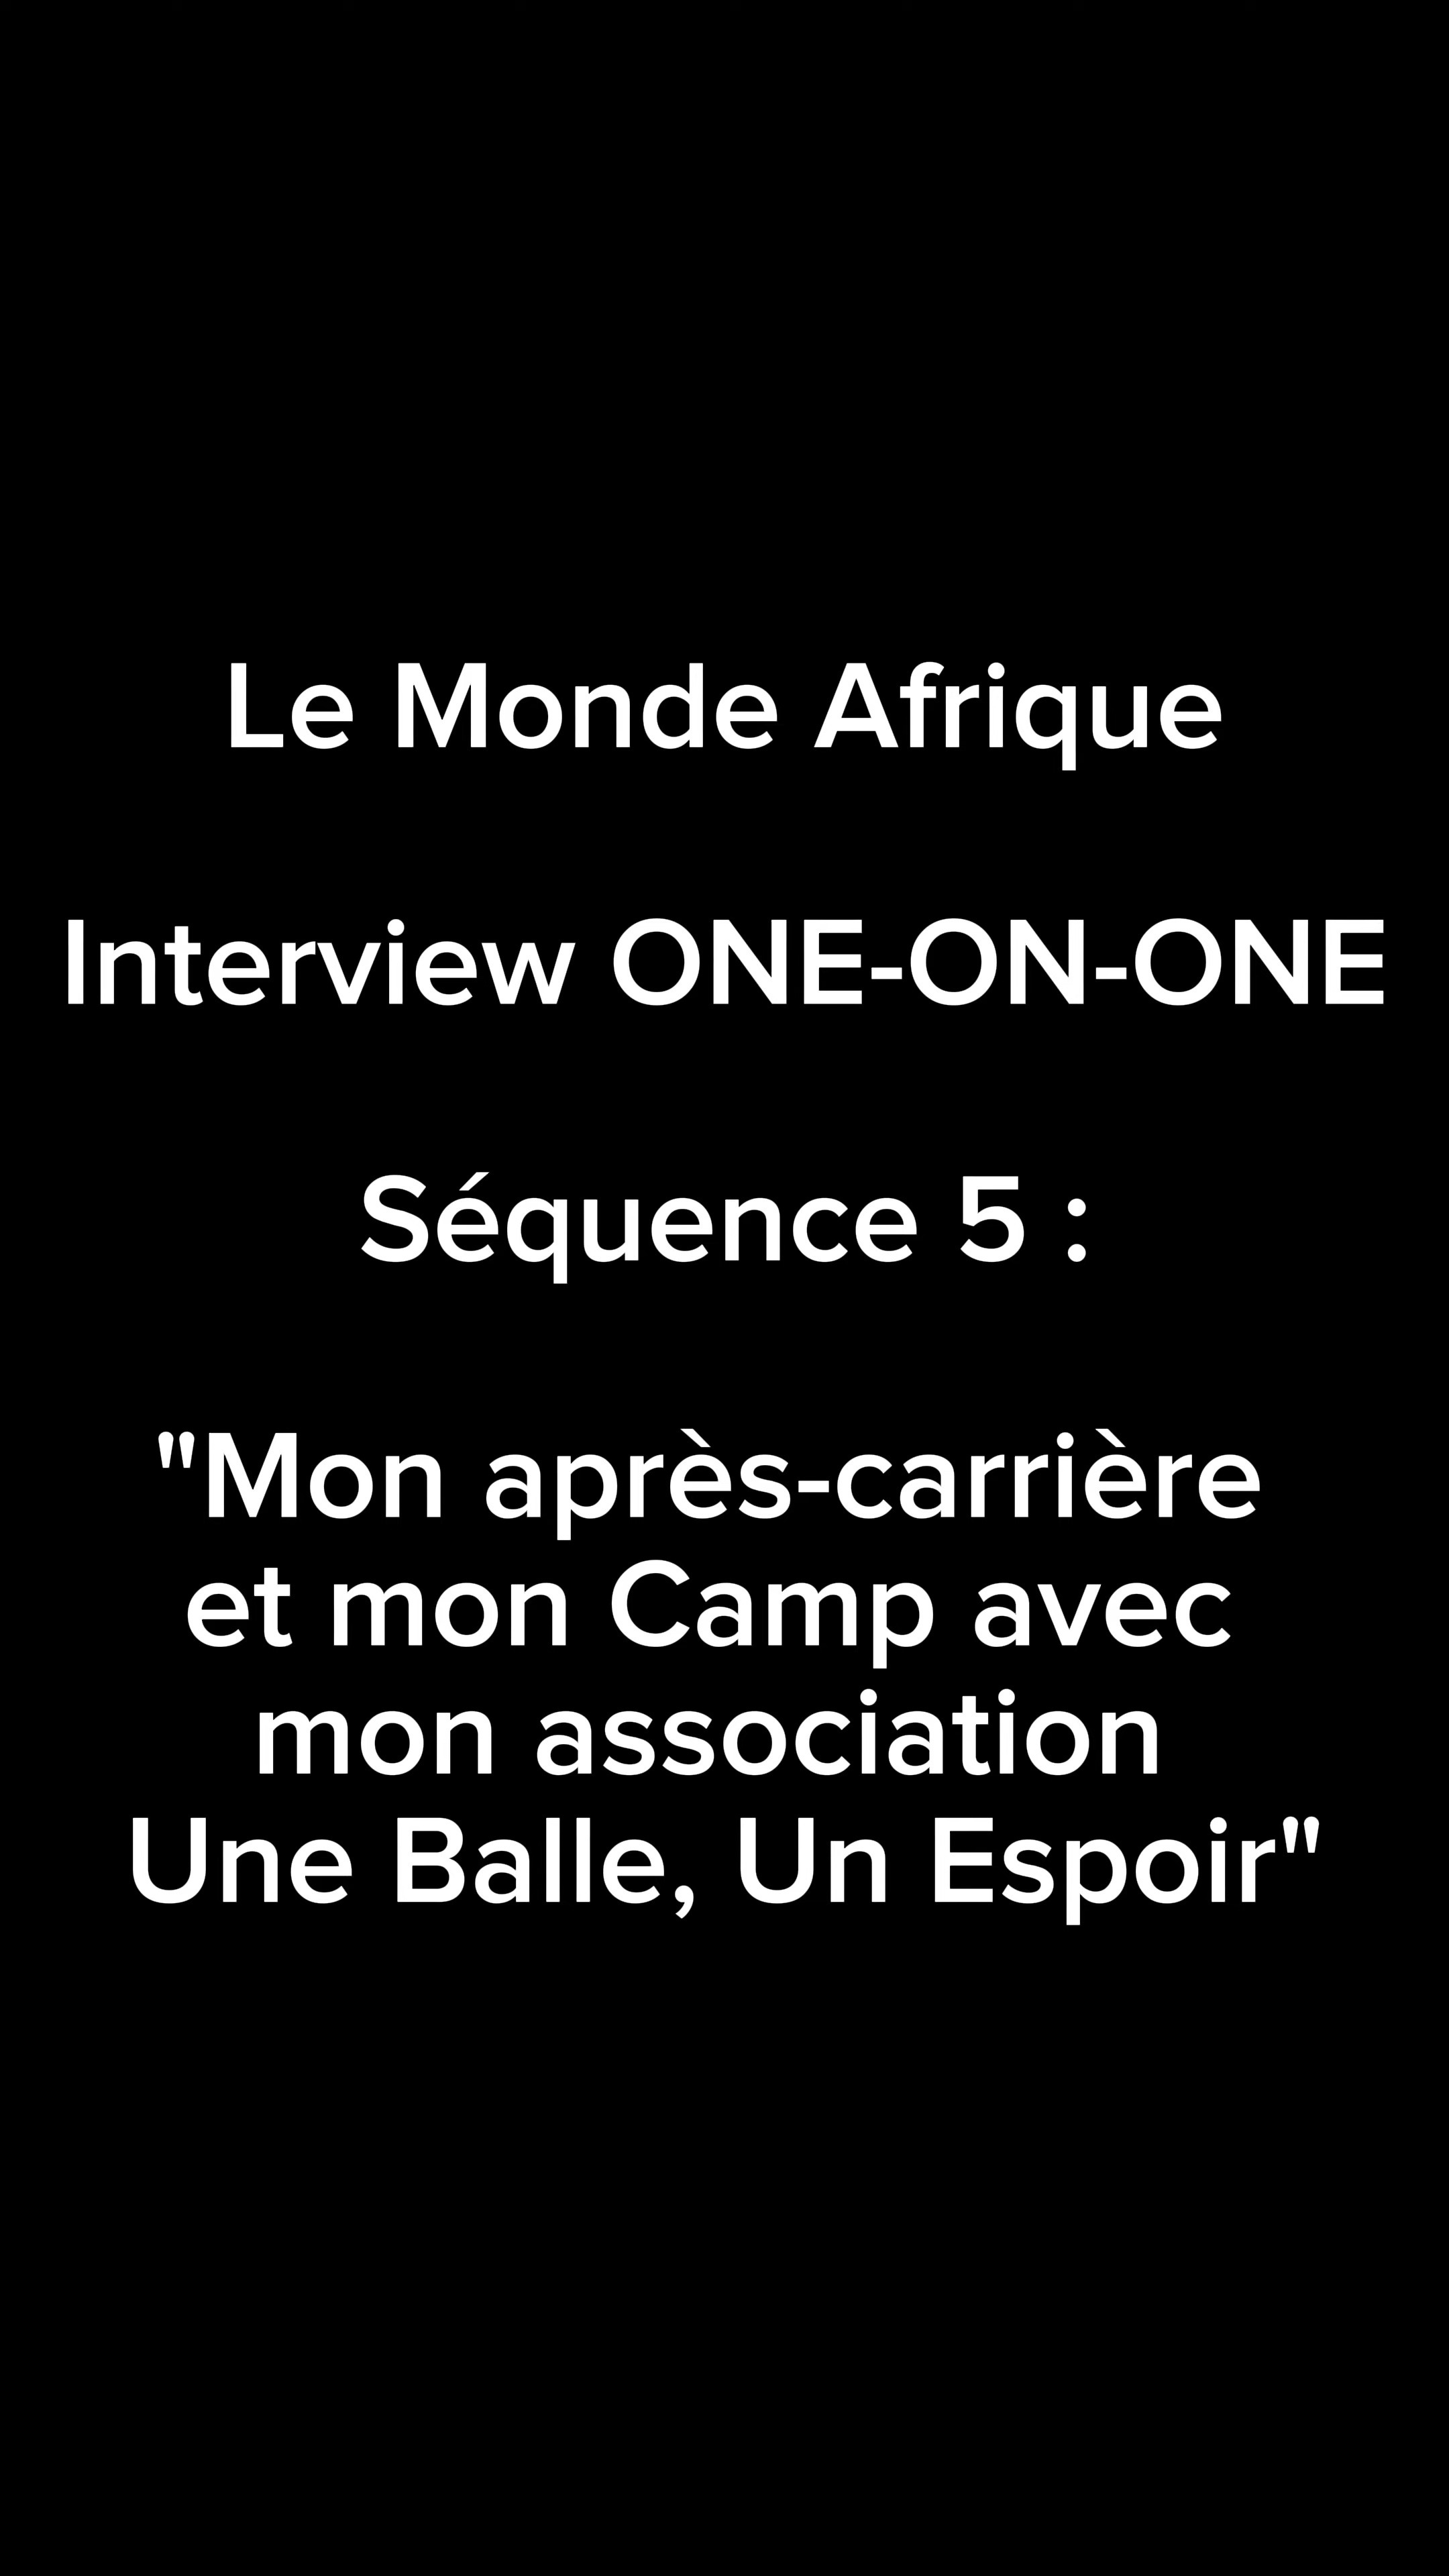 Le Monde Afrique
Interview ONE-ON-ONE
Séquence 5 :
"Mon après-carrière
et mon Camp avec
mon association
Une Balle, Un Espoir"